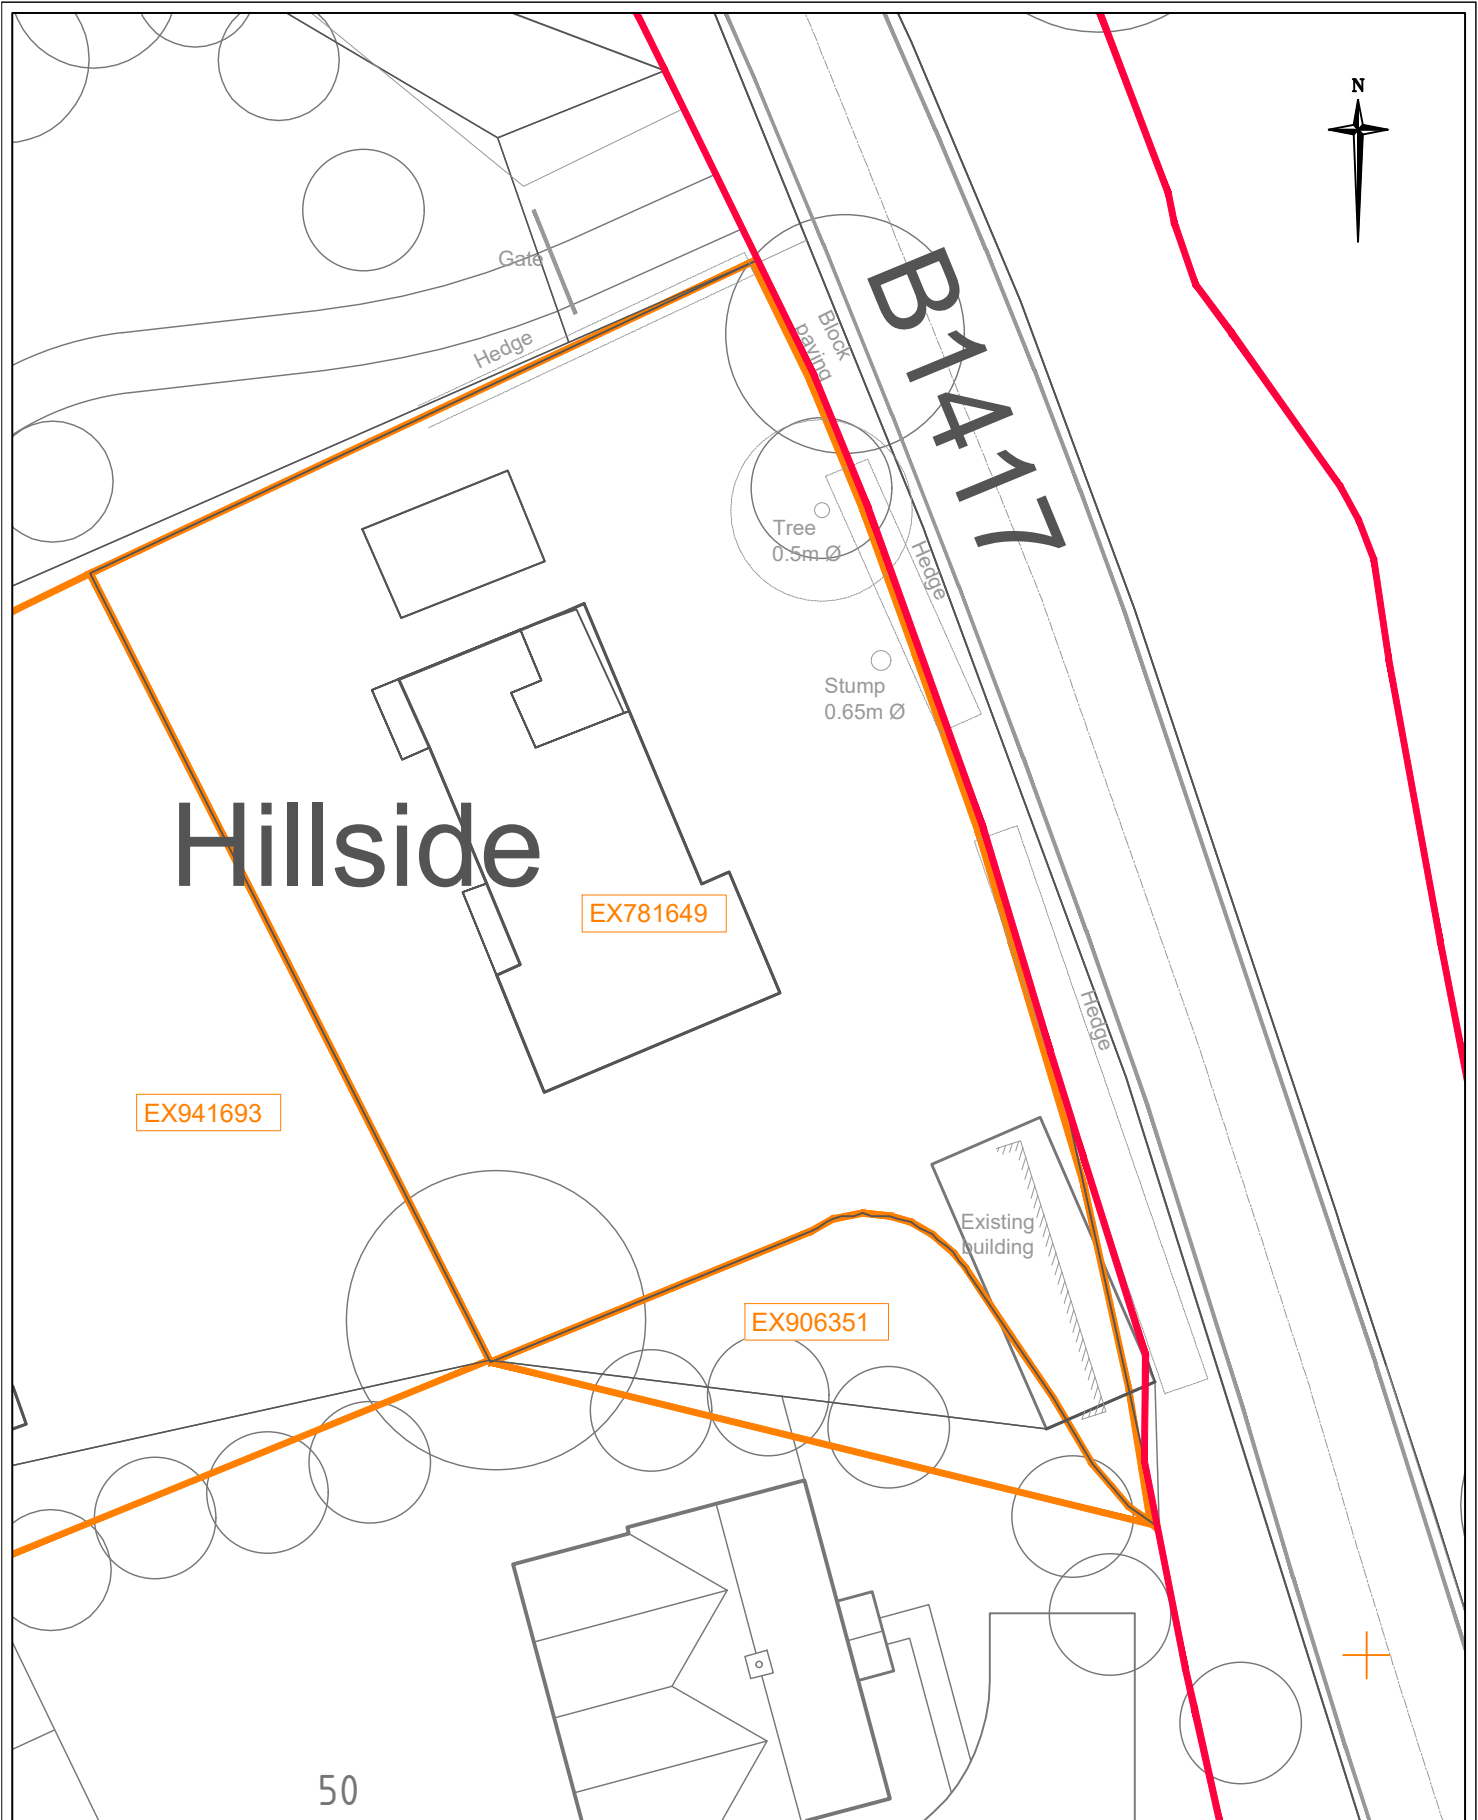 N
Gate
Hedge
Block
paving
B1417
Tree
0.5m Ø
Hedge
Stump
0.65m Ø
Hillside
EX781649
Hedge
EX941693
Existing
building
EX906351
50